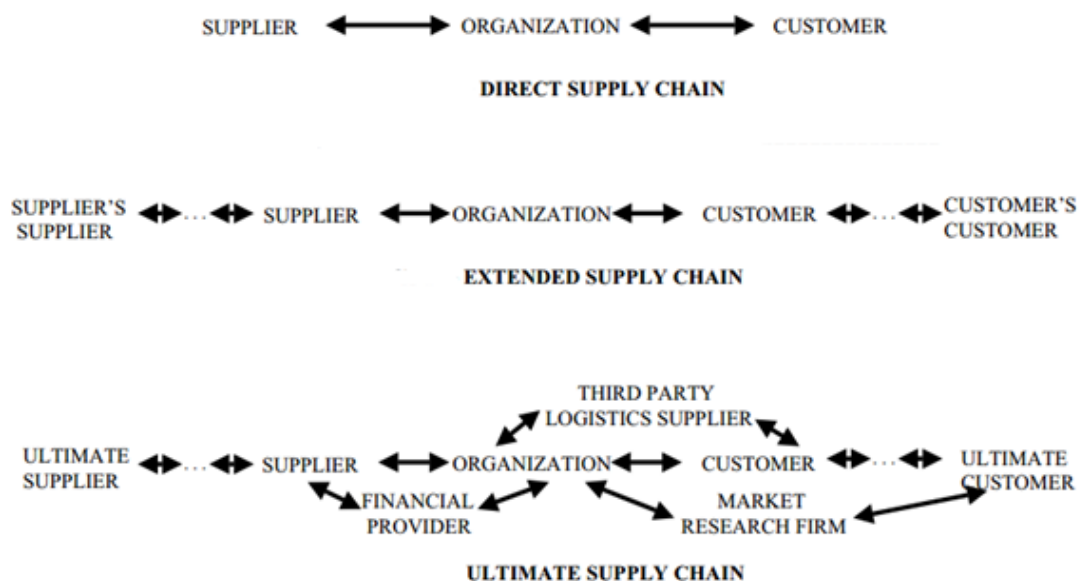 SUPPLIER ORGANIZATION CUSTOMER
DIRECT SUPPLY CHAIN
SUPPLIER'S SUPPLIER ... SUPPLIER ORGANIZATION CUSTOMER ... CUSTOMER'S CUSTOMER
EXTENDED SUPPLY CHAIN
THIRD PARTY
LOGISTICS SUPPLIER
ULTIMATE SUPPLIER ... SUPPLIER ORGANIZATION CUSTOMER ... ULTIMATE CUSTOMER
FINANCIAL PROVIDER
MARKET RESEARCH FIRM
ULTIMATE SUPPLY CHAIN